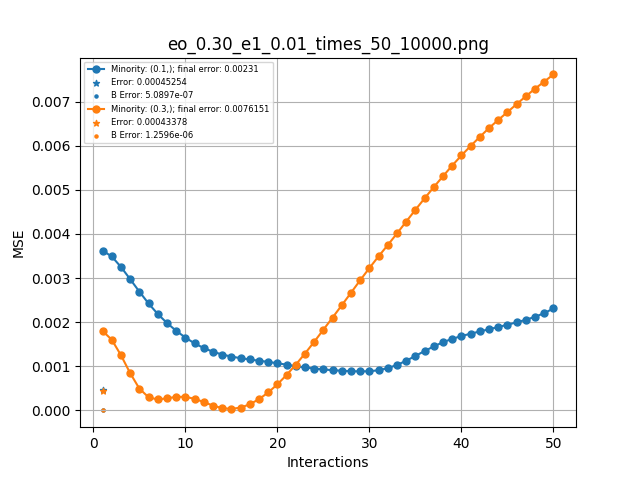 eo_0.30_e1_0.01_times_50_10000.png
Minority: (0.1,); final error: 0.00231
Error: 0.00045254
B Error: 5.0897e-07
Minority: (0.3,); final error: 0.0076151
Error: 0.00043378
B Error: 1.2596e-06
0.007
0.006
0.005
0.004
0.003
0.002
0.001
0.000
MSE
0 10 20 30 40 50
Interactions